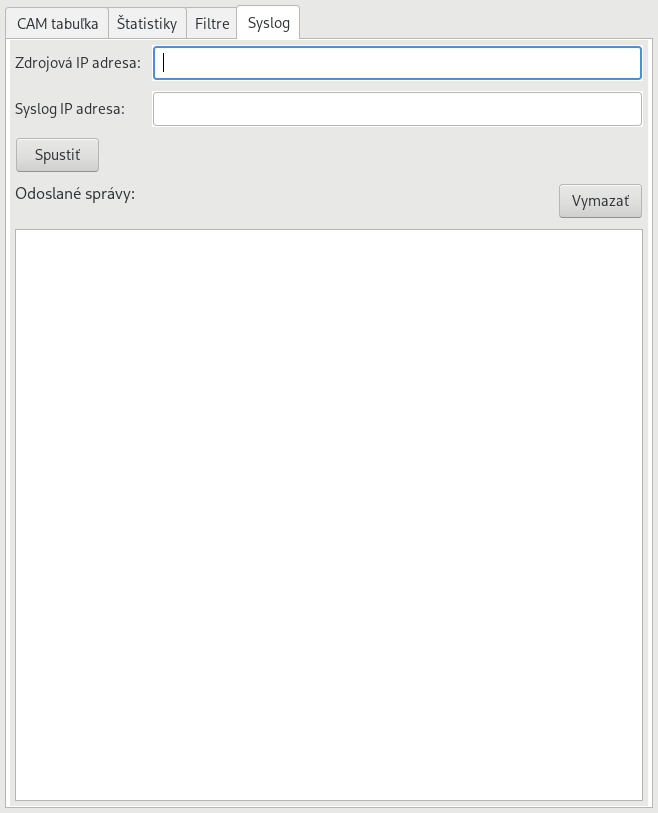 CAM tabuľka Štatistiky Filtre Syslog
Zdrojová IP adresa:
Syslog IP adresa:
Spustiť
Odoslané správy:
Vymazať